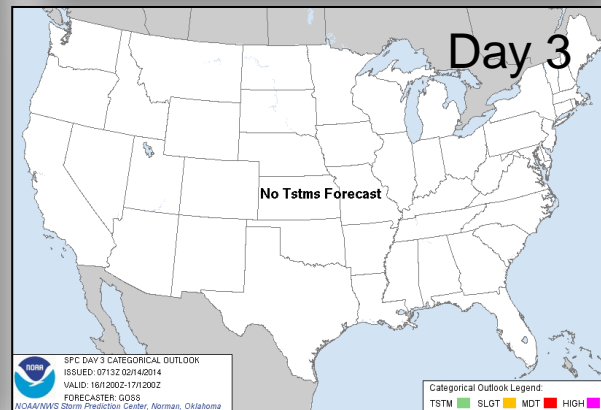 Day 3
No Tstms Forecast
NOAA
SPC DAY 3 CATEGORICAL OUTLOOK
ISSUED: 0713Z 02/14/2014
VALID: 16/1200Z-17/1200Z
FORECASTER: GOSS
NOAA/NWS Storm Prediction Center, Norman, Oklahoma
Categorical Outlook Legend:
TSTM SLGT MDT HIGH